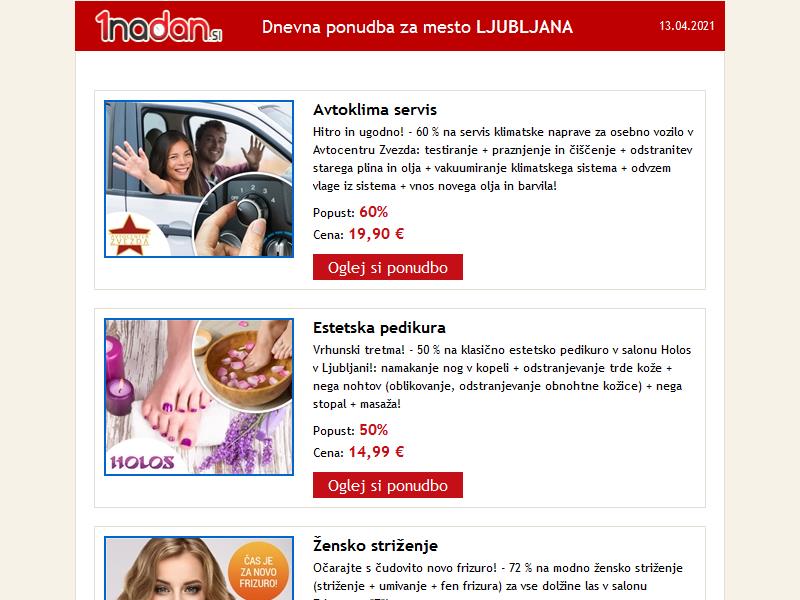 1nadan.si
Dnevna ponudba za mesto LJUBLJANA
13.04.2021
Avtoklima servis
Hitro in ugodno! - 60 % na servis klimatske naprave za osebno vozilo v
Avtocentru Zvezda: testiranje + praznjenje in čiščenje + odstranitev
starega plina in olja + vakuumiranje klimatskega sistema + odvzem
vlage iz sistema + vnos novega olja in barvila!
Popust: 60%
Cena: 19,90 €
Oglej si ponudbo
OFF 1 2 3 4
ZVEZDA
Estetska pedikura
Vrhunski tretma! - 50 % na klasično estetsko pedikuro v salonu Holos
v Ljubljani!: namakanje nog v kopeli + odstranjevanje trde kože +
nega nohtov (oblikovanje, odstranjevanje obnohtne kožice) + nega
stopal + masaža!
Popust: 50%
Cena: 14,99 €
Oglej si ponudbo
HOLOS
Žensko striženje
Očarajte s čudovito novo frizuro! - 72 % na modno žensko striženje
(striženje + umivanje + fen frizura) za vse dolžine las v salonu
ČAS JE
ZA NOVO
FRIZURO!